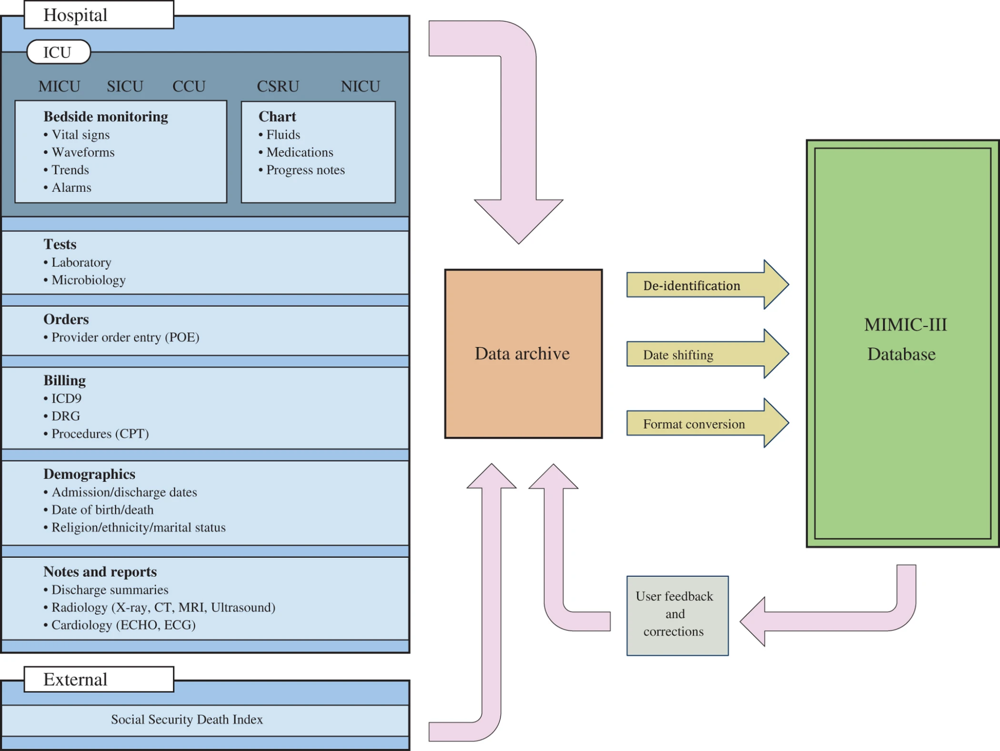 Hospital
ICU
MICU SICU CCU CSRU NICU
Bedside monitoring
• Vital signs
• Waveforms
• Trends
• Alarms
Chart
• Fluids
• Medications
• Progress notes
Tests
• Laboratory
• Microbiology
Orders
• Provider order entry (POE)
Billing
• ICD9
• DRG
• Procedures (CPT)
Demographics
• Admission/discharge dates
• Date of birth/death
• Religion/ethnicity/marital status
Notes and reports
• Discharge summaries
• Radiology (X-ray, CT, MRI, Ultrasound)
• Cardiology (ECHO, ECG)
External
Social Security Death Index
Data archive
De-identification
Date shifting
Format conversion
MIMIC-III
Database
User feedback
and
corrections